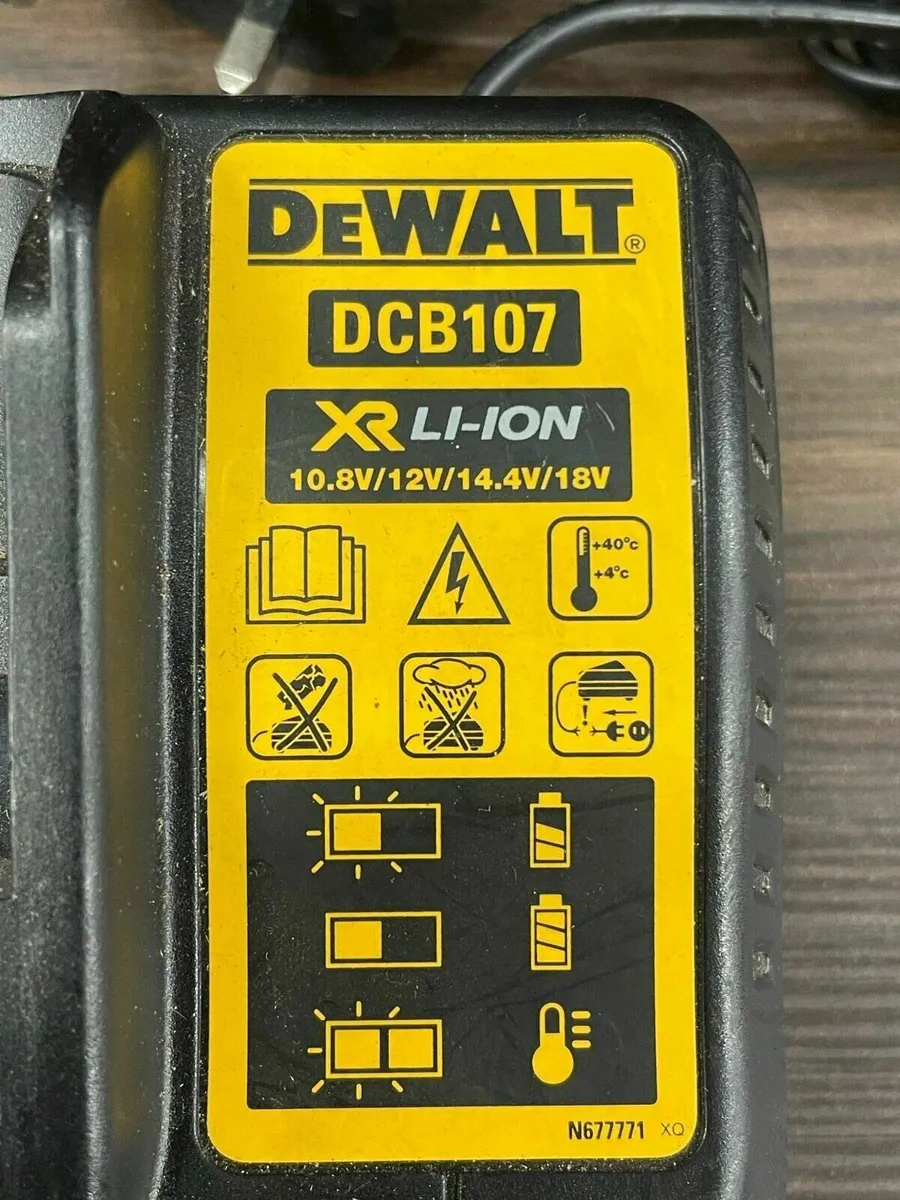 DEWALT®
DCB107
XR LI-ION
10.8V/12V/14.4V/18V
+40°c
+4°c
N677771 XQ